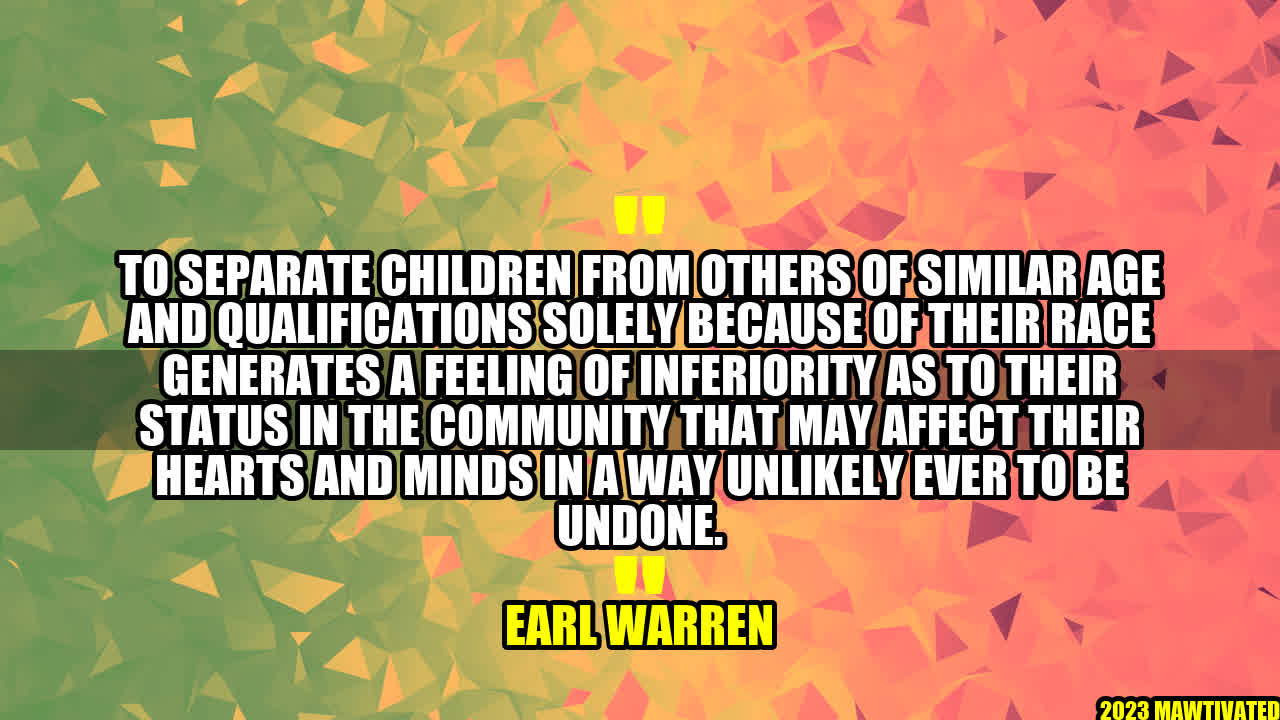 "
TO SEPARATE CHILDREN FROM OTHERS OF SIMILAR AGE
AND QUALIFICATIONS SOLELY BECAUSE OF THEIR RACE
GENERATES A FEELING OF INFERIORITY AS TO THEIR
STATUS IN THE COMMUNITY THAT MAY AFFECT THEIR
HEARTS AND MINDS IN A WAY UNLIKELY EVER TO BE
UNDONE.
"
EARL WARREN
2023 MAWTIVATED